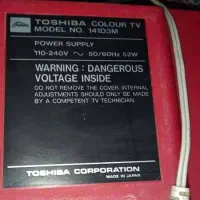 TOSHIBA COLOUR TV
MODEL NO. 141D3M
POWER SUPPLY
110-240V ～ 50/60Hz 52W
WARNING: DANGEROUS
VOLTAGE INSIDE
DO NOT REMOVE THE COVER. INTERNAL
ADJUSTMENTS SHOULD ONLY BE MADE
BY A COMPETENT TV TECHNICIAN.
TOSHIBA CORPORATION
MADE IN JAPAN